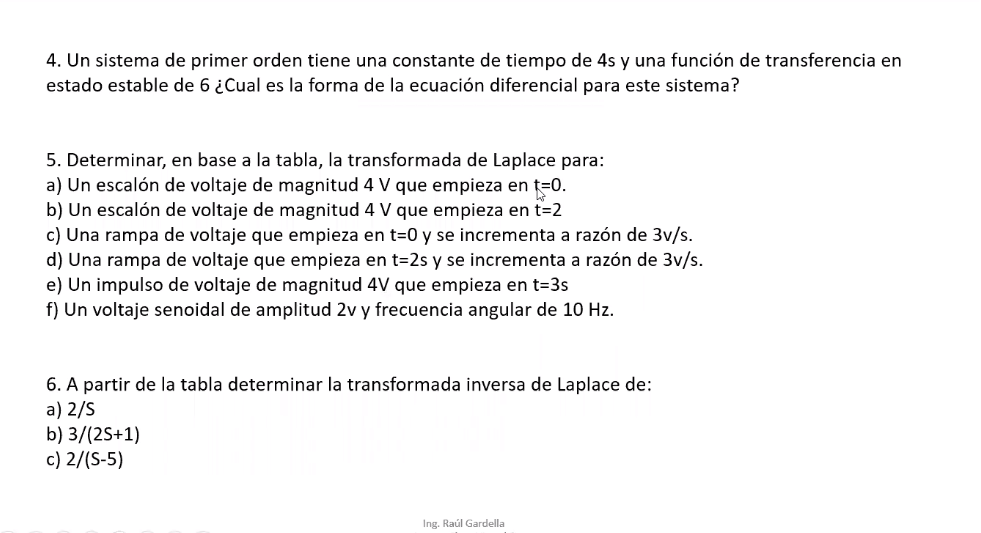 4. Un sistema de primer orden tiene una constante de tiempo de 4s y una función de transferencia en
estado estable de 6 ¿Cual es la forma de la ecuación diferencial para este sistema?
5. Determinar, en base a la tabla, la transformada de Laplace para:
a) Un escalón de voltaje de magnitud 4 V que empieza en t=0.
b) Un escalón de voltaje de magnitud 4 V que empieza en t=2
c) Una rampa de voltaje que empieza en t=0 y se incrementa a razón de 3v/s.
d) Una rampa de voltaje que empieza en t=2s y se incrementa a razón de 3v/s.
e) Un impulso de voltaje de magnitud 4V que empieza en t=3s
f) Un voltaje senoidal de amplitud 2v y frecuencia angular de 10 Hz.
6. A partir de la tabla determinar la transformada inversa de Laplace de:
a) 2/S
b) 3/(2S+1)
c) 2/(S-5)
Ing. Raúl Gardella